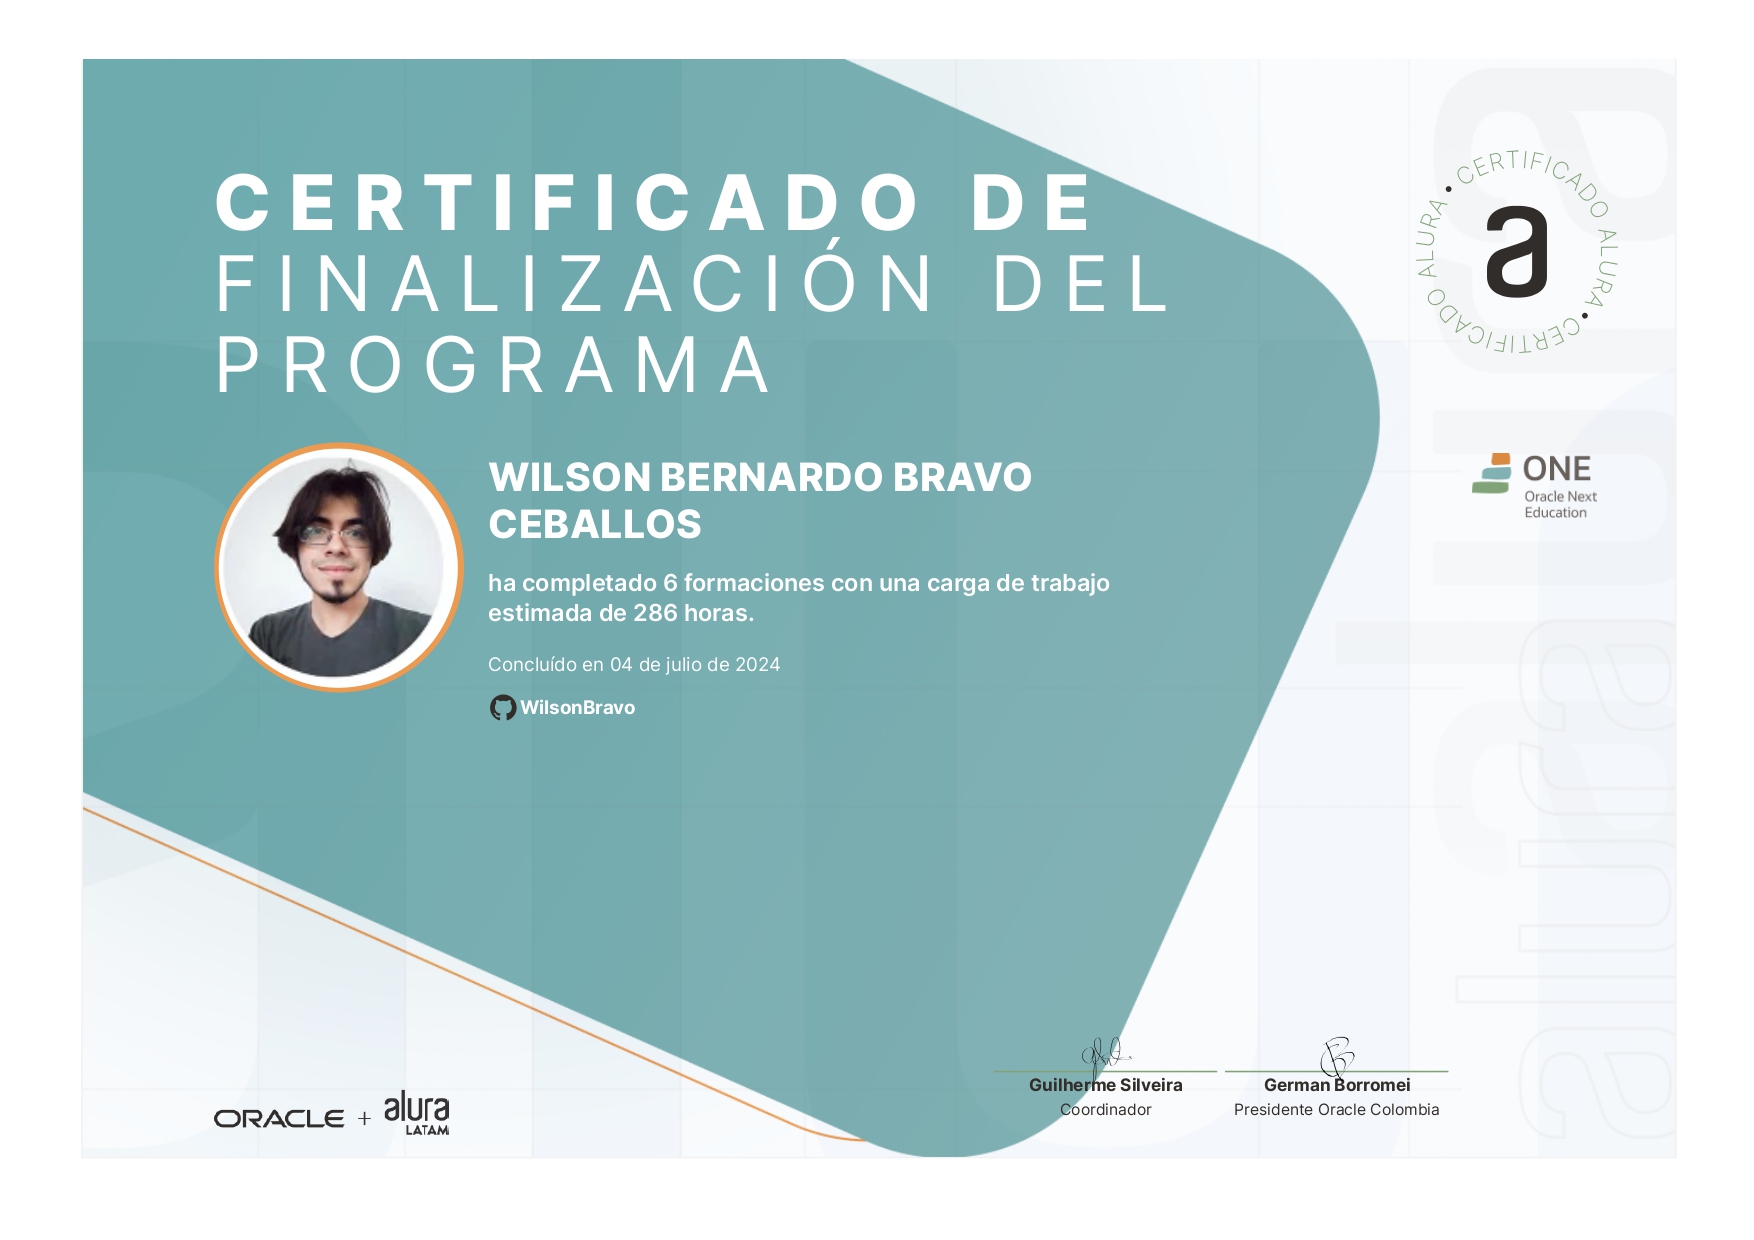 CERTIFICADO DE
FINALIZACIÓN DEL
PROGRAMA
• CERTIFICADO ALURA • CERTIFICADO ALURA
a
WILSON BERNARDO BRAVO
CEBALLOS
ha completado 6 formaciones con una carga de trabajo
estimada de 286 horas.
Concluído en 04 de julio de 2024
WilsonBravo
ONE
Oracle Next
Education
alura
alura
Guilherme Silveira
Coordinador
German Borromei
Presidente Oracle Colombia
ORACLE + alura
LATAM